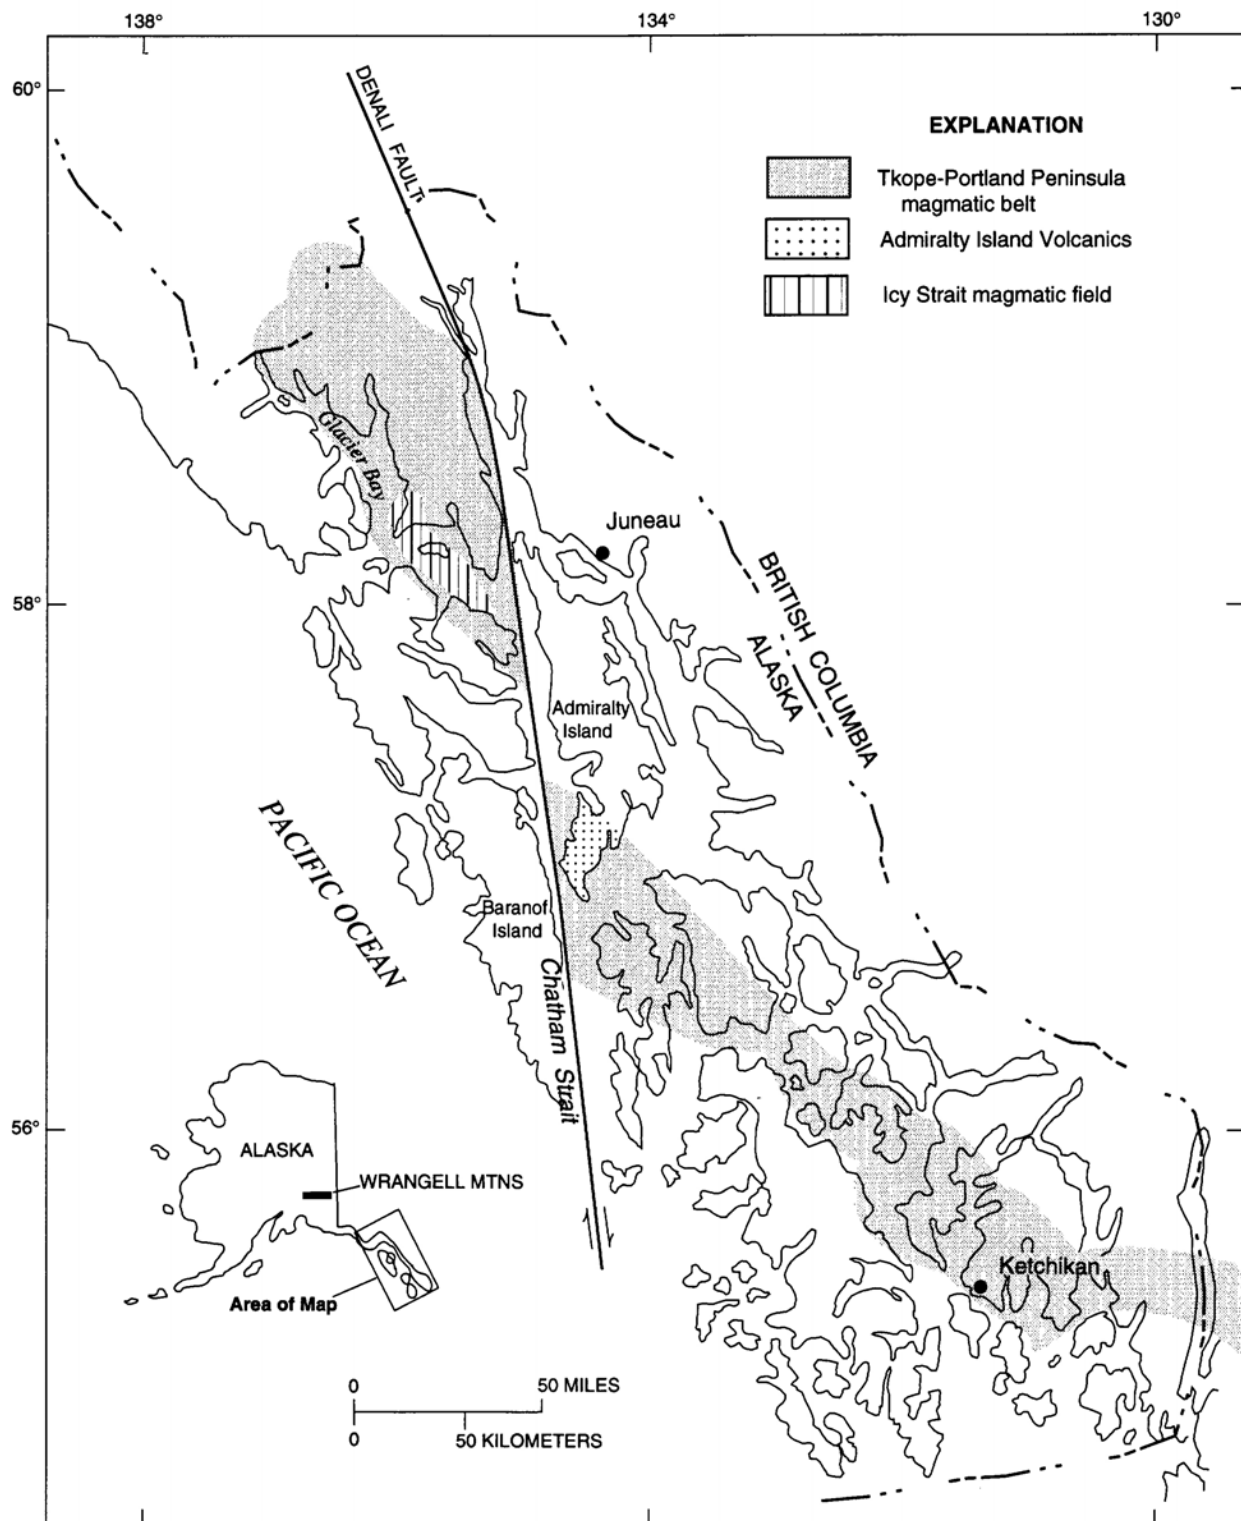 138°
134°
130°
60°
58°
56°
DENALI FAULT
EXPLANATION
Tkope-Portland Peninsula
magmatic belt
Admiralty Island Volcanics
Icy Strait magmatic field
Glacier Bay
Juneau
BRITISH COLUMBIA
ALASKA
Admiralty
Island
PACIFIC OCEAN
Baranof
Island
Chatham Strait
Ketchikan
ALASKA
WRANGELL MTNS
Area of Map
0
50 MILES
0
50 KILOMETERS